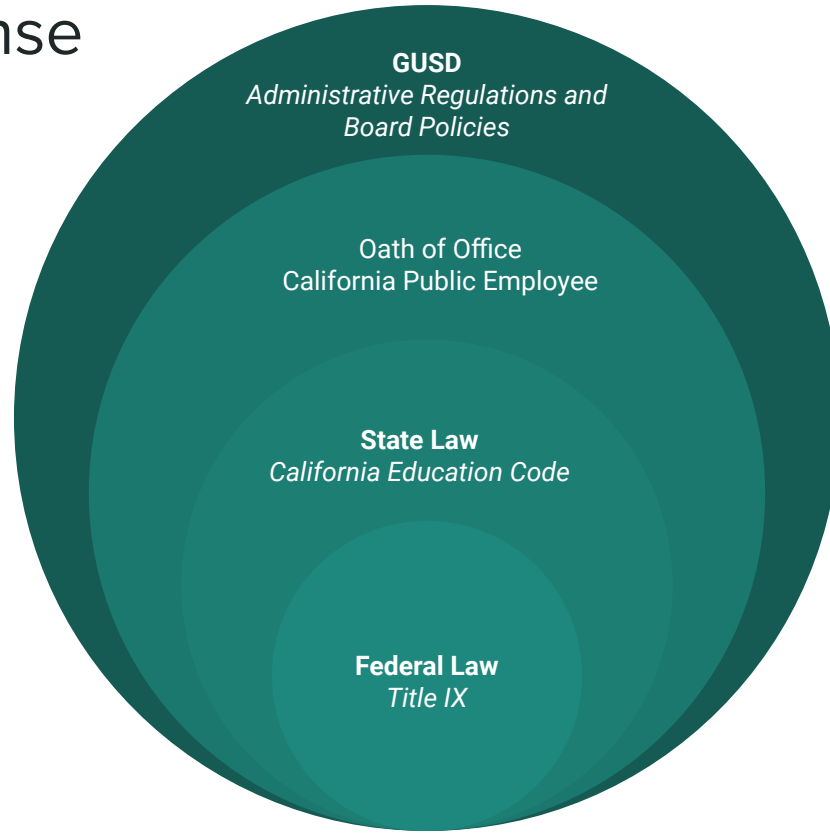 nse
GUSD
Administrative Regulations and
Board Policies
Oath of Office
California Public Employee
State Law
California Education Code
Federal Law
Title IX